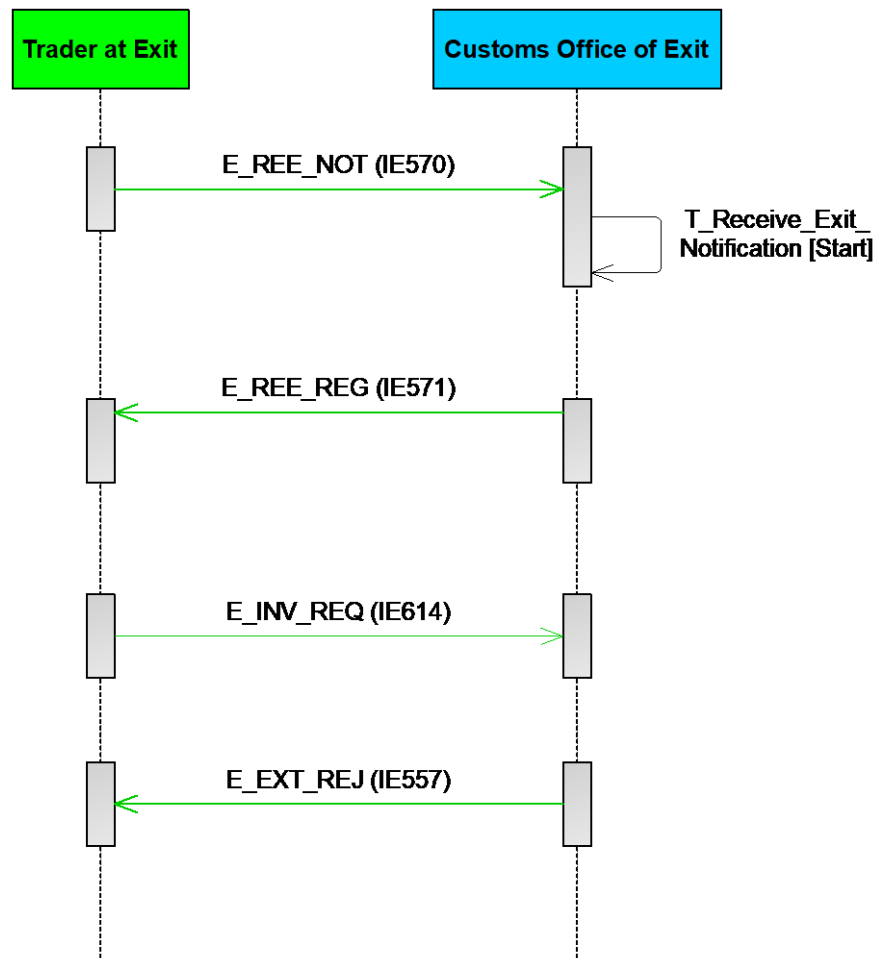 Trader at Exit
Customs Office of Exit
E_REE_NOT (IE570)
T_Receive_Exit_
Notification [Start]
E_REE_REG (IE571)
E_INV_REQ (IE614)
E_EXT_REJ (IE557)